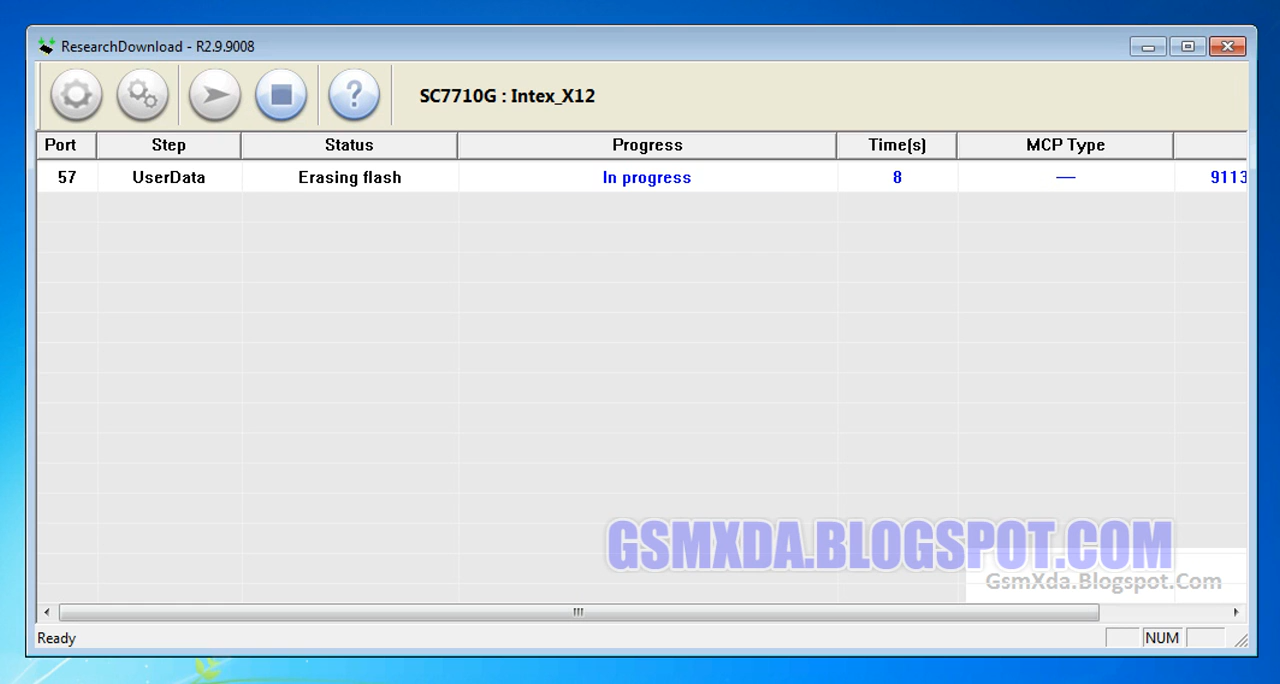 ResearchDownload - R2.9.9008
?
SC7710G : Intex_X12
Port Step Status Progress Time(s) MCP Type
57 UserData Erasing flash In progress 8 — 9113
GSMXDA.BLOGSPOT.COM
GsmXda.Blogspot.Com
Ready NUM